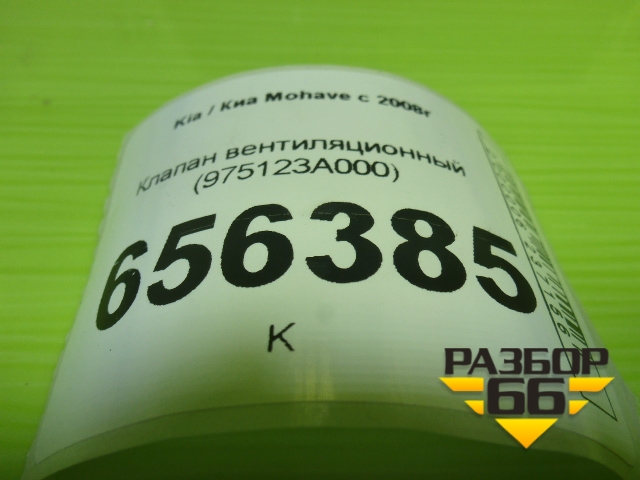 Kia / Киа Mohave с 2008г
Клапан вентиляционный
(975123A000)
656385
К
РАЗБОР
66